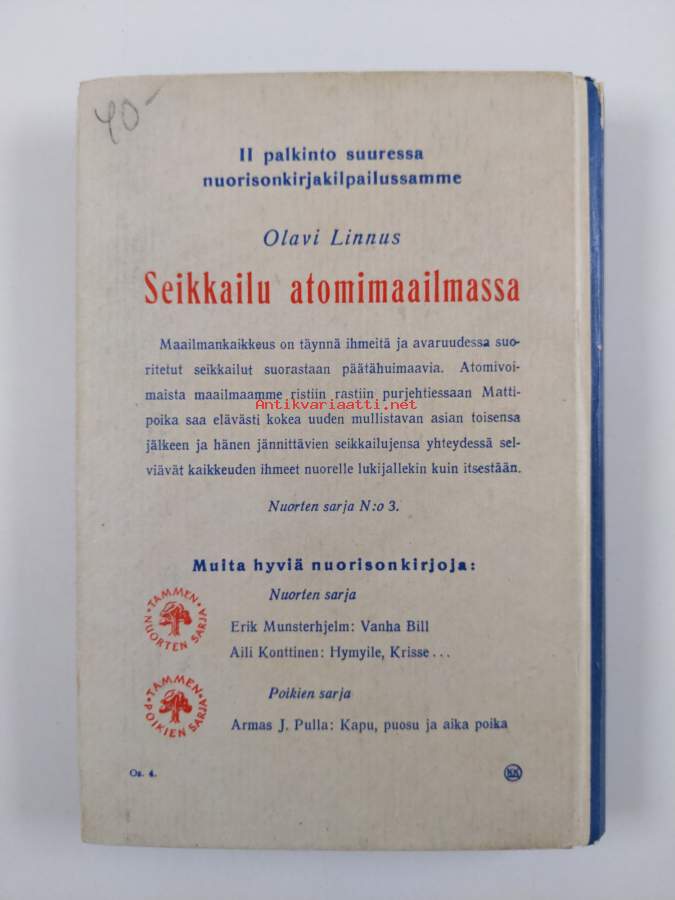 40-
II palkinto suuressa
nuorisonkirjakilpailussamme
Olavi Linnus
Seikkailu atomimaailmassa
Maailmankaikkeus on täynnä ihmeitä ja avaruudessa suo-
ritetut seikkailut suorastaan päätähuimaavia. Atomivoi-
maista maailmaamme ristiin rastiin purjehtiessaan Matti-
Antikvariaatti.net
poika saa elävästi kokea uuden mullistavan asian toisensa
jälkeen ja hänen jännittävien seikkailujensa yhteydessä sel-
viävät kaikkeuden ihmeet nuorelle lukijallekin kuin itsestään.
Nuorten sarja N:o 3.
Muita hyviä nuorisonkirjoja:
Nuorten sarja
TAMMEN NUORTEN SARJA
Erik Munsterhjelm: Vanha Bill
Aili Konttinen: Hymyile, Krisse...
Poikien sarja
TAMMEN POIKIEN SARJA
Armas J. Pulla: Kapu, puosu ja aika poika
Os. 4.
KK